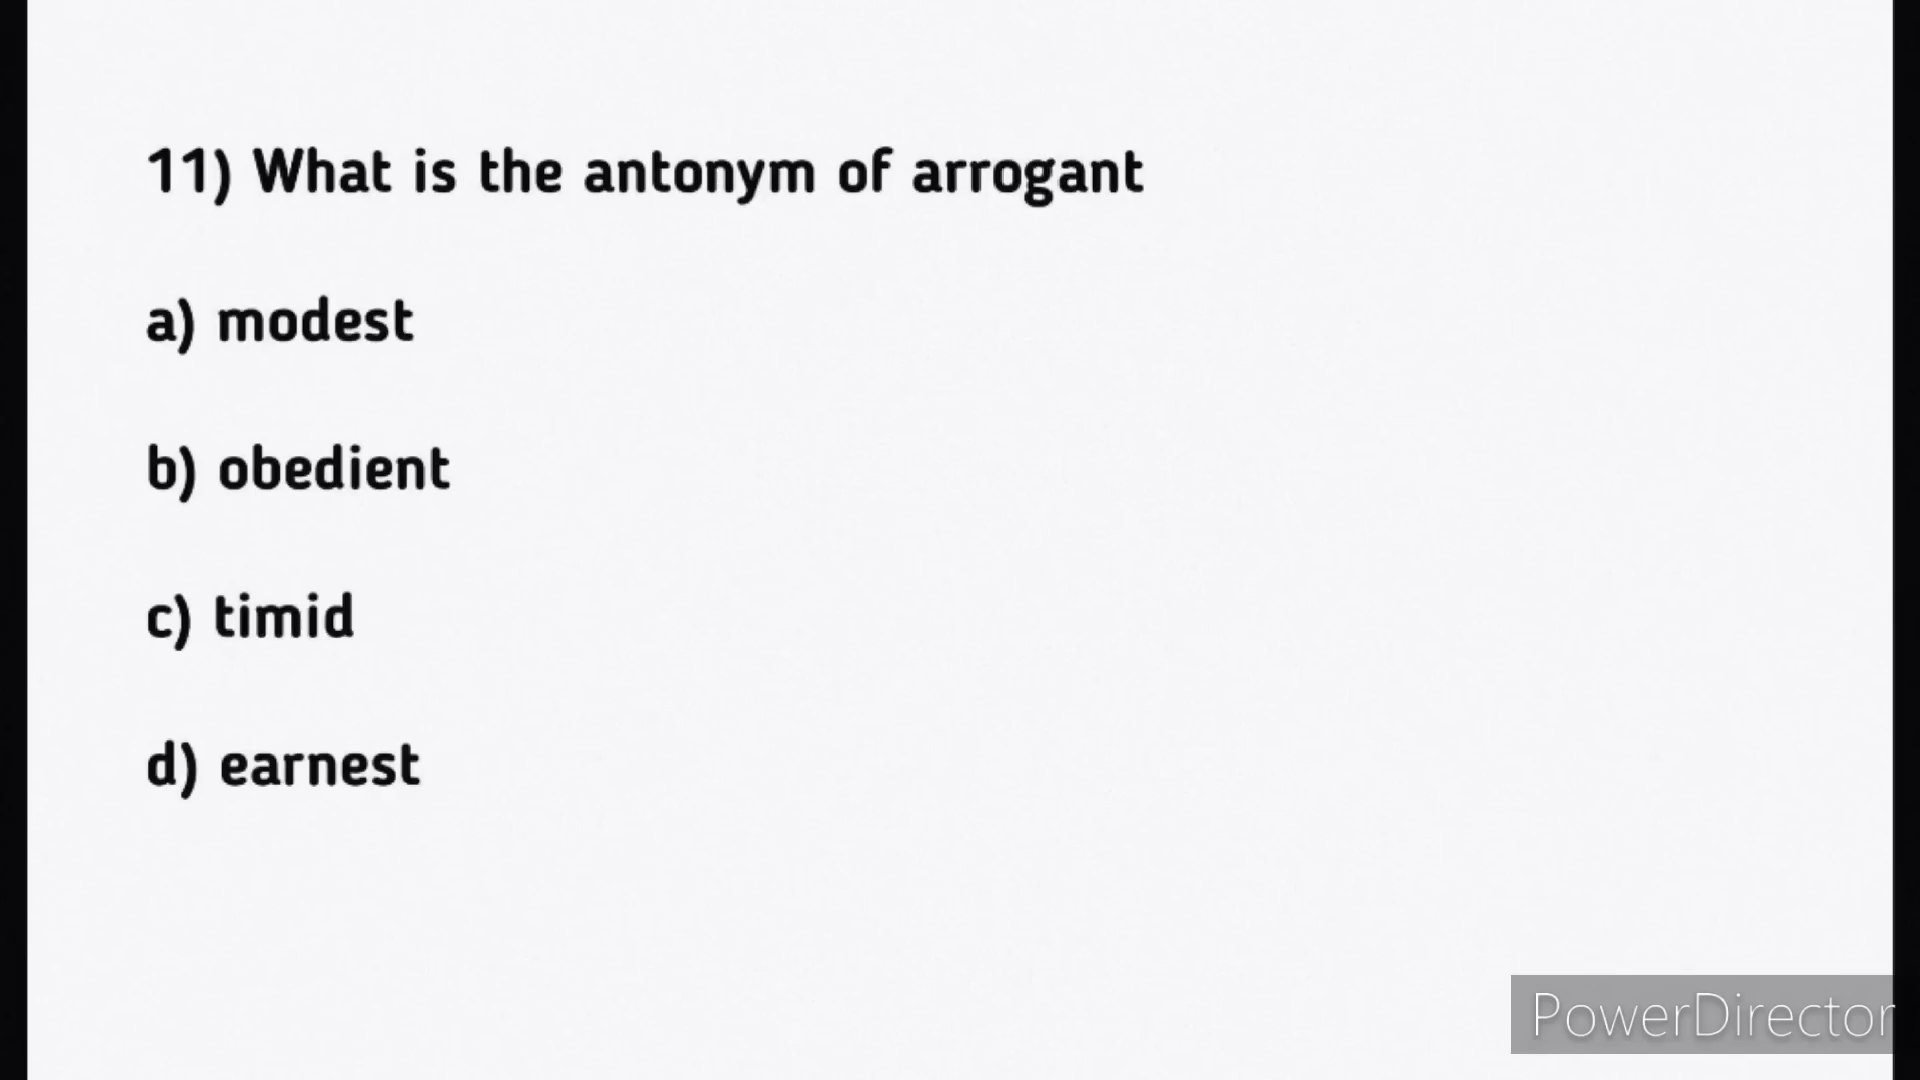 11) What is the antonym of arrogant
a) modest
b) obedient
c) timid
d) earnest
PowerDirector